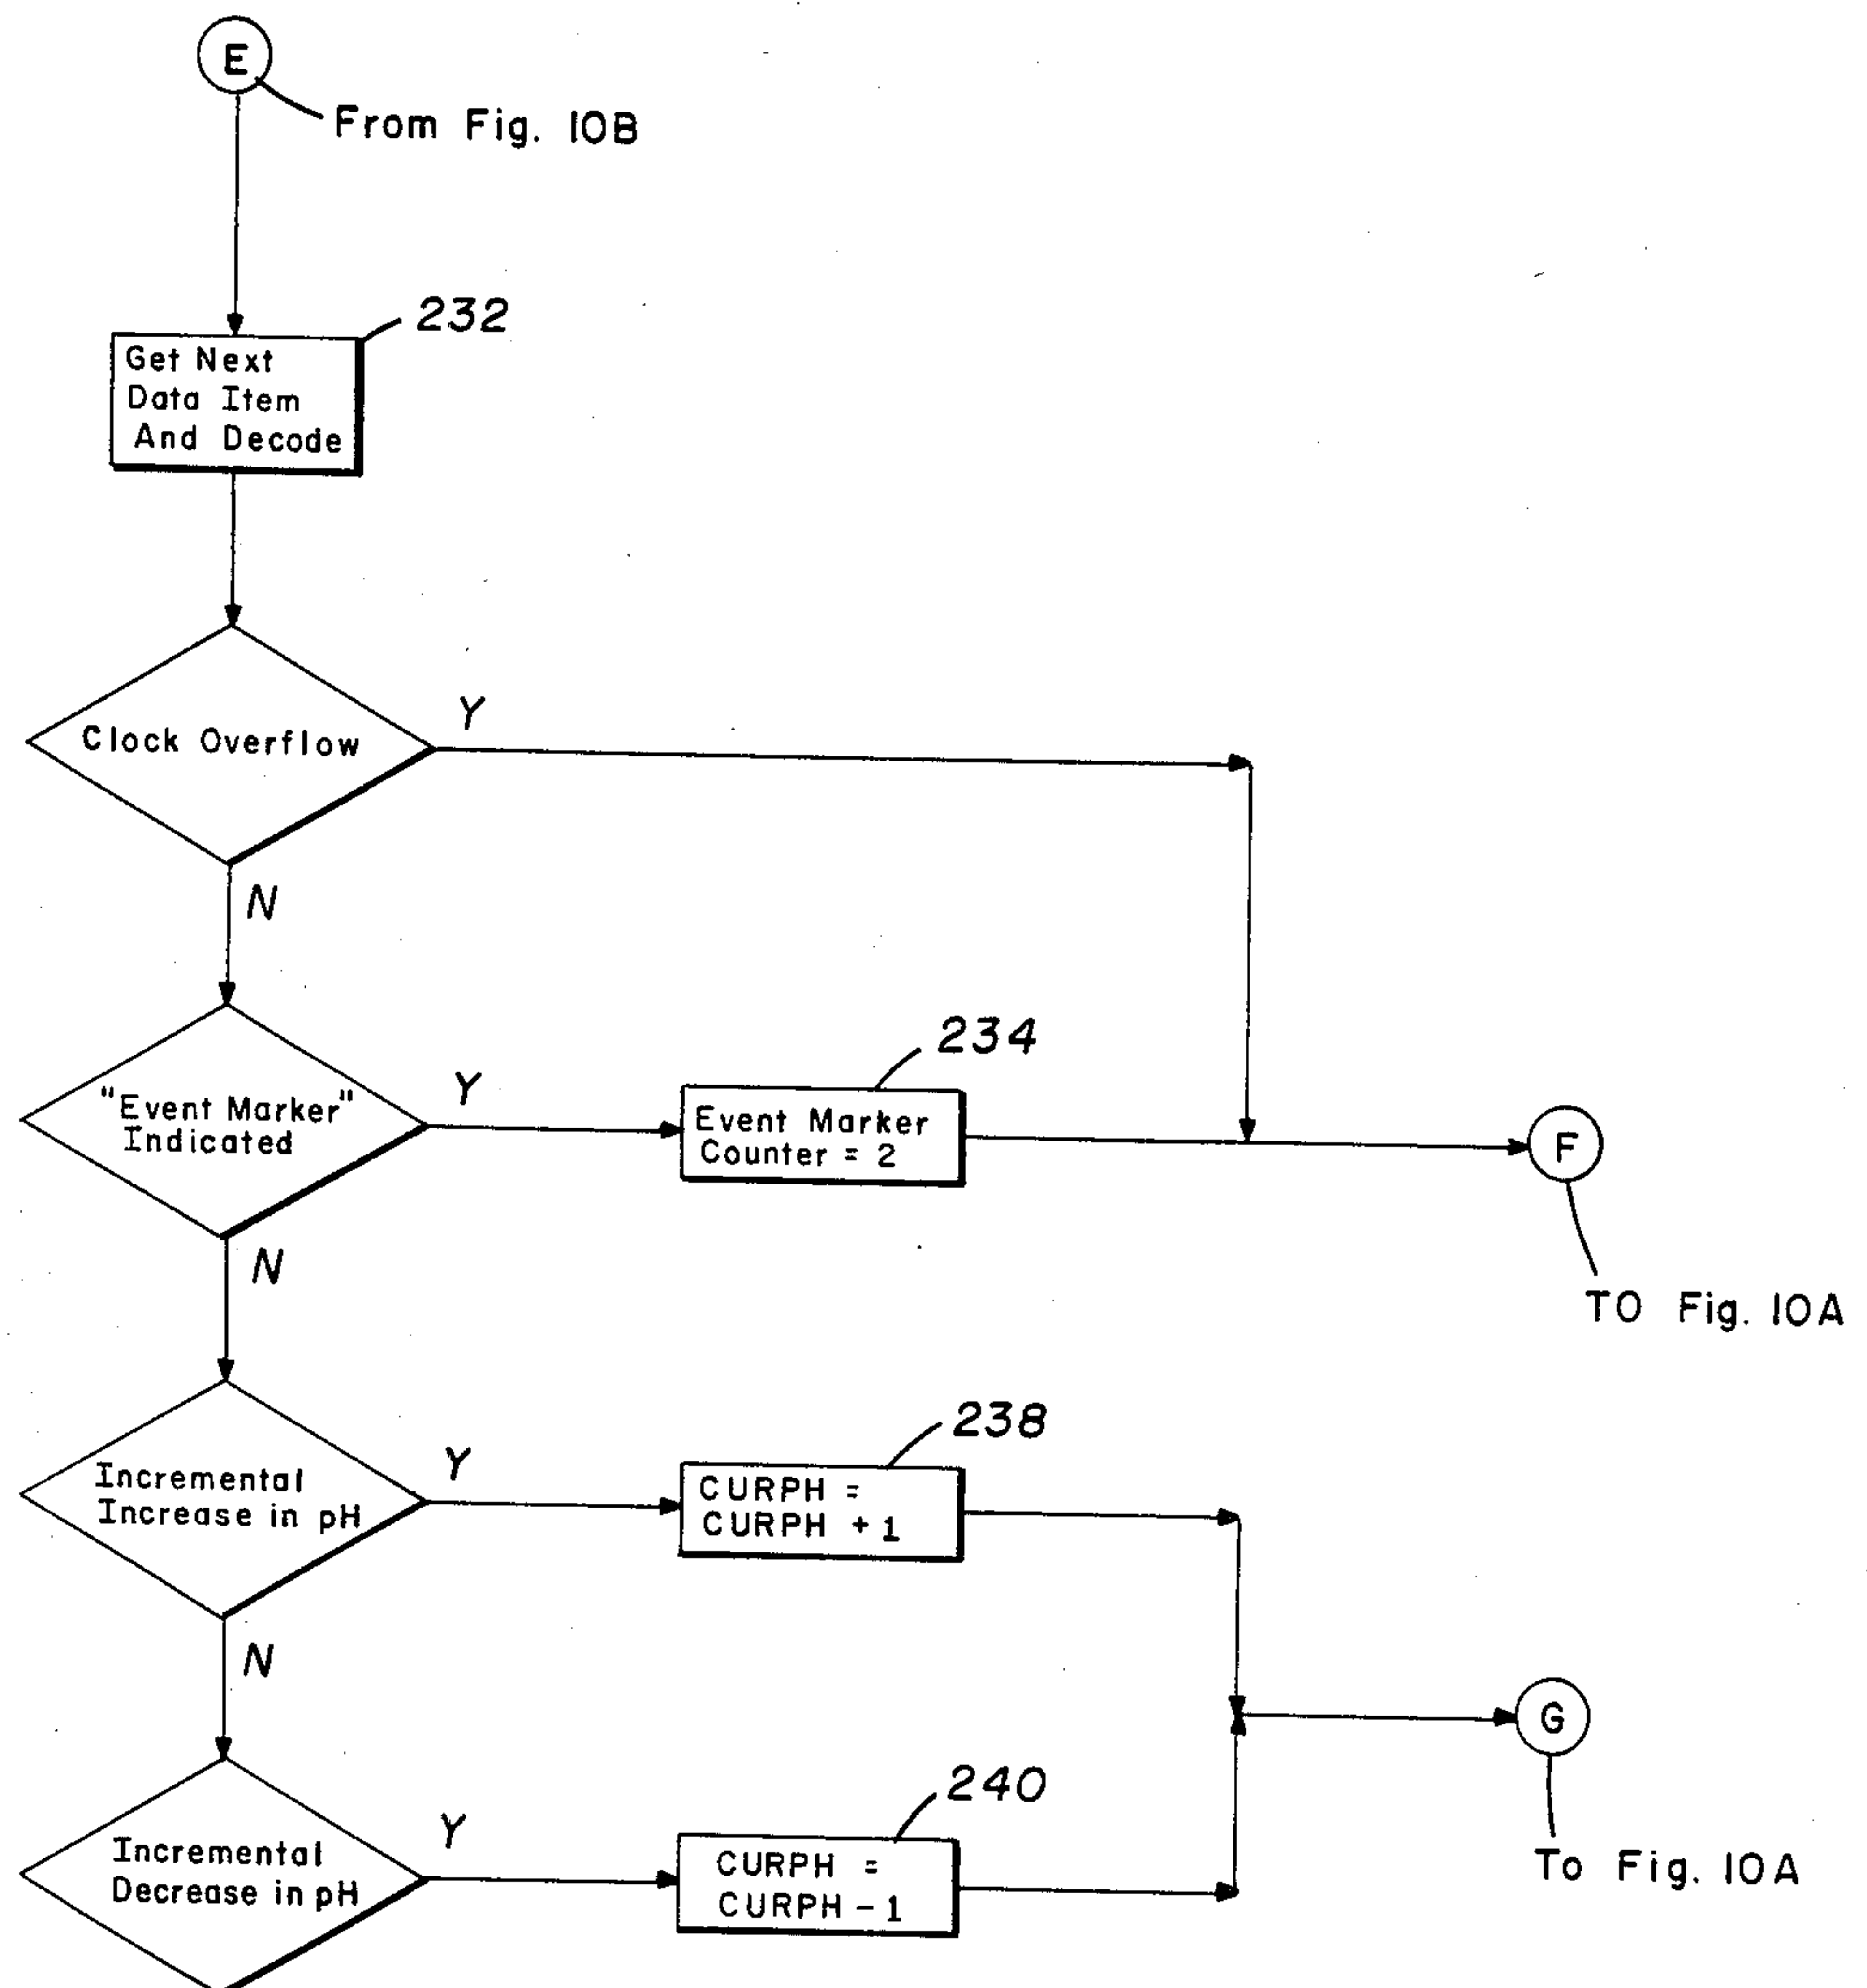 E
From Fig. 10B
232
Get Next
Data Item
And Decode
Clock Overflow
Y
N
"Event Marker"
Indicated
Y
234
Event Marker
Counter = 2
F
TO Fig. 10A
N
Incremental
Increase in pH
Y
238
CURPH =
CURPH + 1
N
G
To Fig. 10A
Incremental
Decrease in pH
Y
240
CURPH =
CURPH - 1